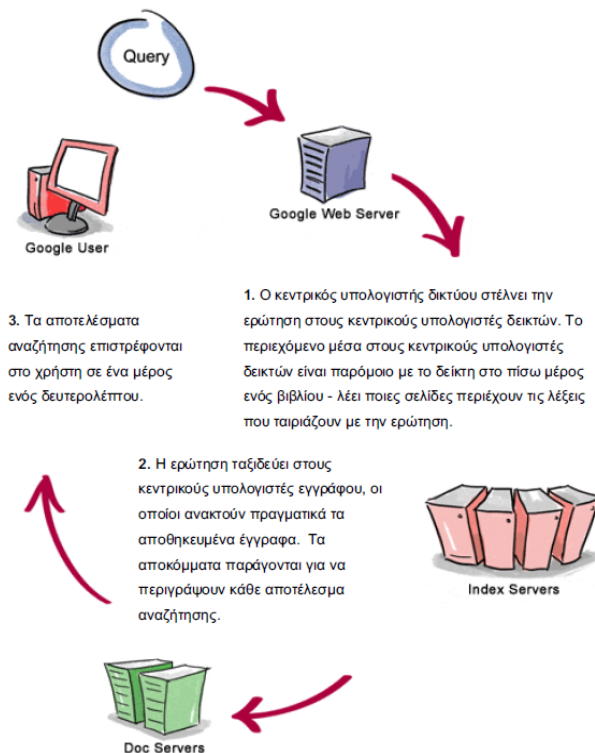 Query
Google Web Server
Google User
1. Ο κεντρικός υπολογιστής δικτύου στέλνει την
ερώτηση στους κεντρικούς υπολογιστές δεικτών. Το
περιεχόμενο μέσα στους κεντρικούς υπολογιστές
δεικτών είναι παρόμοιο με το δείκτη στο πίσω μέρος
ενός βιβλίου - λέει ποιες σελίδες περιέχουν τις λέξεις
που ταιριάζουν με την ερώτηση.
3. Τα αποτελέσματα
αναζήτησης επιστρέφονται
στο χρήστη σε ένα μέρος
ενός δευτερολέπτου.
2. Η ερώτηση ταξιδεύει στους
κεντρικούς υπολογιστές εγγράφου, οι
οποίοι ανακτούν πραγματικά τα
αποθηκευμένα έγγραφα. Τα
αποκόμματα παράγονται για να
περιγράψουν κάθε αποτέλεσμα
αναζήτησης.
Index Servers
Doc Servers